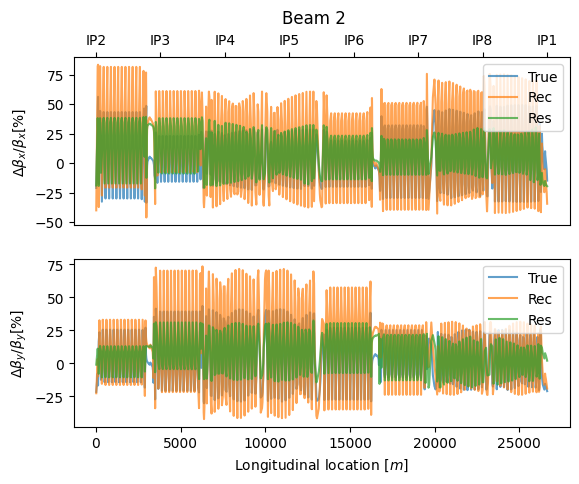 Beam 2
IP2 IP3 IP4 IP5 IP6 IP7 IP8 IP1
Δβx/βx[%]
75
50
25
0
−25
−50
True
Rec
Res
Δβy/βy[%]
75
50
25
0
−25
True
Rec
Res
0 5000 10000 15000 20000 25000
Longitudinal location [m]